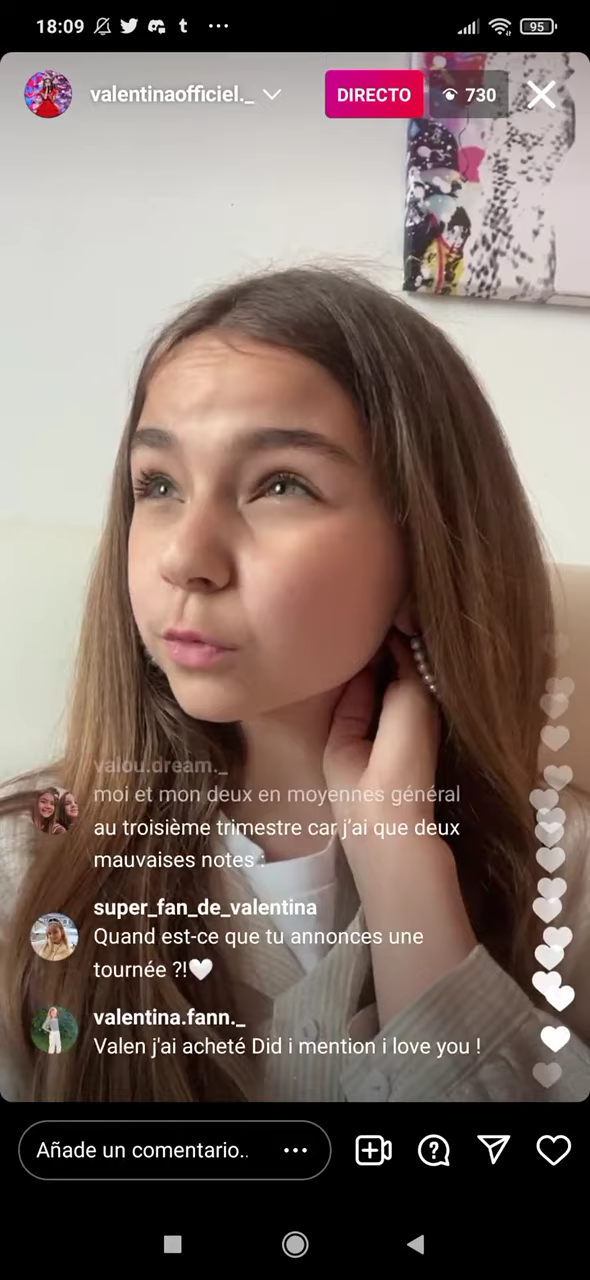 18:09
95
valentinaofficiel._
DIRECTO
730
valou.dream._
moi et mon deux en moyennes général
au troisième trimestre car j'ai que deux
mauvaises notes :
super_fan_de_valentina
Quand est-ce que tu annonces une
tournée ?!🤍
valentina.fann._
Valen j'ai acheté Did i mention i love you !
Añade un comentario..